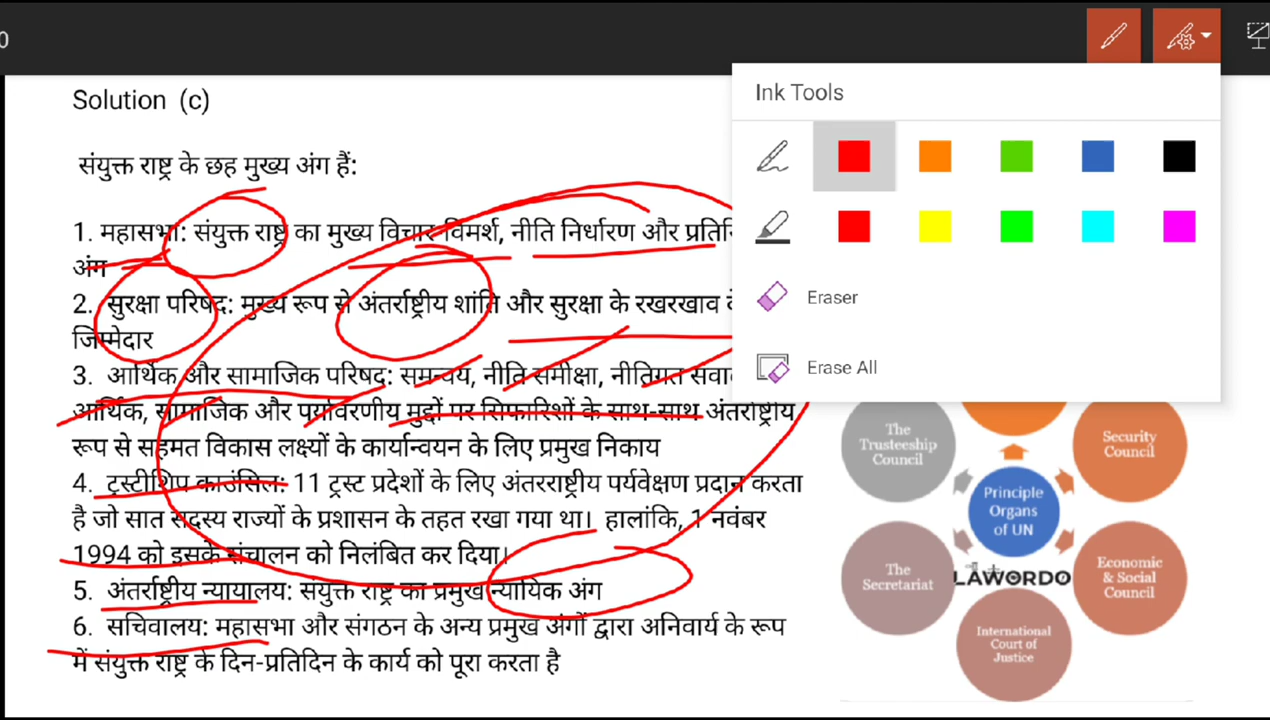 0
Solution (c)
Ink Tools
संयुक्त राष्ट्र के छह मुख्य अंग हैं:
1. महासभा: संयुक्त राष्ट्र का मुख्य विचार-विमर्श, नीति निर्धारण और
अंग
2. सुरक्षा परिषद: मुख्य रूप से अंतर्राष्ट्रीय शांति और सुरक्षा के रखरखाव
जिम्मेदार
Eraser
Erase All
3. आर्थिक और सामाजिक परिषद: समन्वय, नीति समीक्षा, नीतिगत
आर्थिक, सामाजिक और पर्यावरणीय मुद्दों पर सिफारिशों के साथ-साथ अंतर्राष्ट्रीय
रूप से सहमत विकास लक्ष्यों के कार्यान्वयन के लिए प्रमुख निकाय
4. ट्रस्टीशिप काउंसिल: 11 ट्रस्ट प्रदेशों के लिए अंतरराष्ट्रीय पर्यवेक्षण प्रदान करता
है जो सात सदस्य राज्यों के प्रशासन के तहत रखा गया था। हालांकि, 1 नवंबर
1994 को इसके संचालन को निलंबित कर दिया।
5. अंतर्राष्ट्रीय न्यायालय: संयुक्त राष्ट्र का प्रमुख न्यायिक अंग
6. सचिवालय: महासभा और संगठन के अन्य प्रमुख अंगों द्वारा अनिवार्य के रूप
में संयुक्त राष्ट्र के दिन-प्रतिदिन के कार्य को पूरा करता है
The
Trusteeship
Council
Security
Council
Principle
Organs
of UN
The
Secretariat
LAWORDO
Economic
& Social
Council
International
Court of
Justice